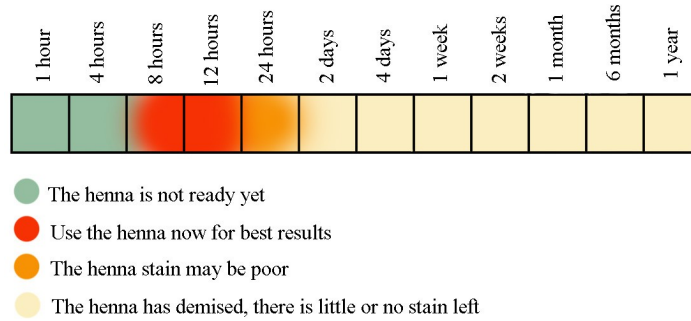 1 hour
4 hours
8 hours
12 hours
24 hours
2 days
4 days
1 week
2 weeks
1 month
6 months
1 year
The henna is not ready yet
Use the henna now for best results
The henna stain may be poor
The henna has demised, there is little or no stain left